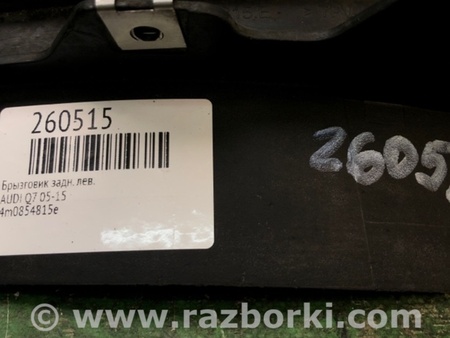 260515
Брызговик задн. лев.
AUDI Q7 05-15
4m0854815e
2605
www.razborki.com